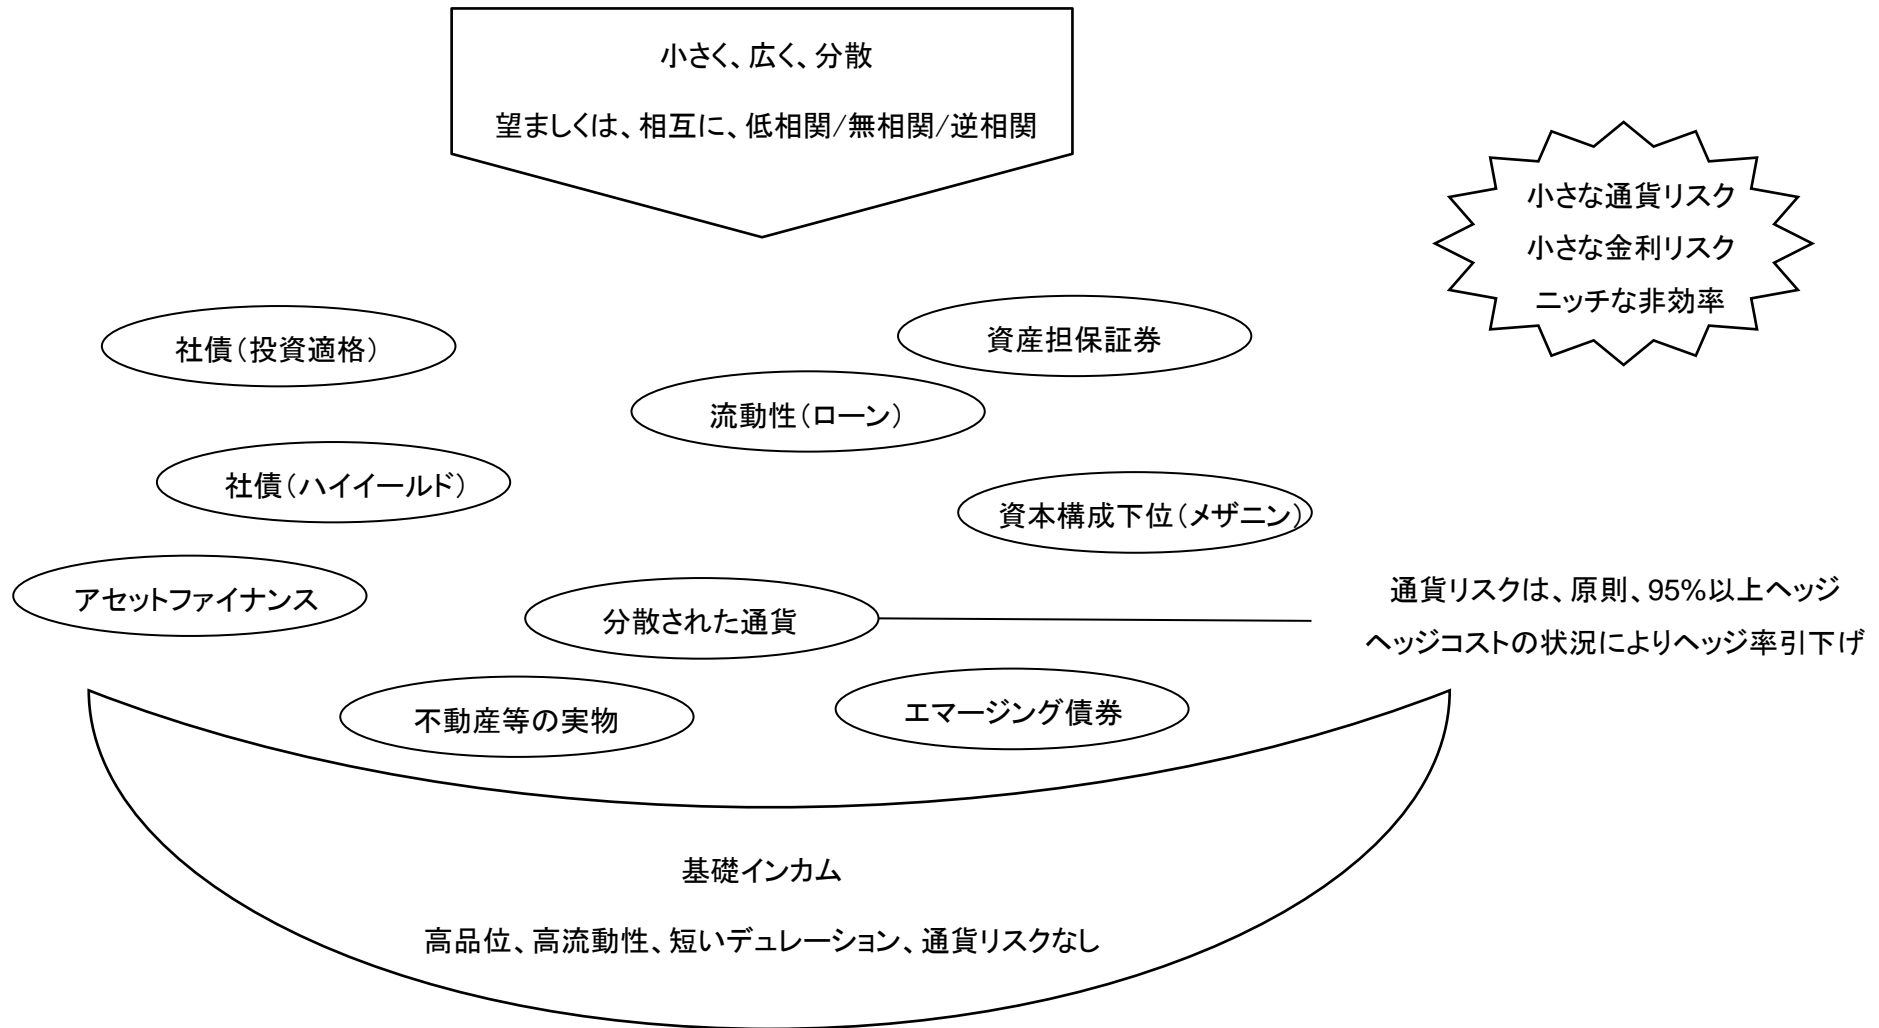 小さく、広く、分散
望ましくは、相互に、低相関/無相関/逆相関
小さな通貨リスク
小さな金利リスク
ニッチな非効率
社債（投資適格）
資産担保証券
流動性（ローン）
社債（ハイイールド）
資本構成下位（メザニン）
アセットファイナンス
分散された通貨
通貨リスクは、原則、95%以上ヘッジ
ヘッジコストの状況によりヘッジ率引下げ
不動産等の実物
エマージング債券
基礎インカム
高品位、高流動性、短いデュレーション、通貨リスクなし